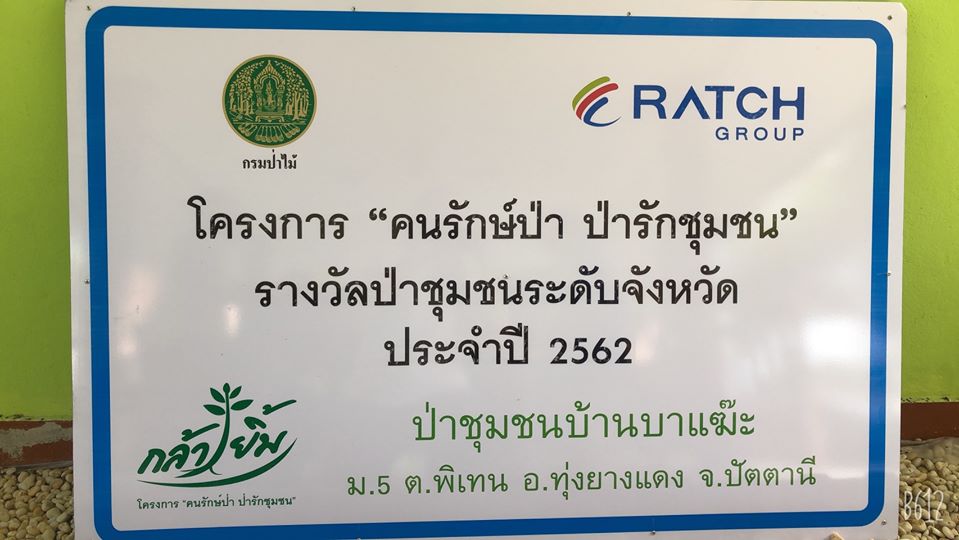 กรมป่าไม้
RATCH
GROUP
โครงการ “คนรักษ์ป่า ป่ารักชุมชน”
รางวัลป่าชุมชนระดับจังหวัด
ประจำปี 2562
กล้ายิ้ม
โครงการ "คนรักษ์ป่า ป่ารักชุมชน"
ป่าชุมชนบ้านบาแฆ๊ะ
ม.5 ต.พิเทน อ.ทุ่งยางแดง จ.ปัตตานี
B612